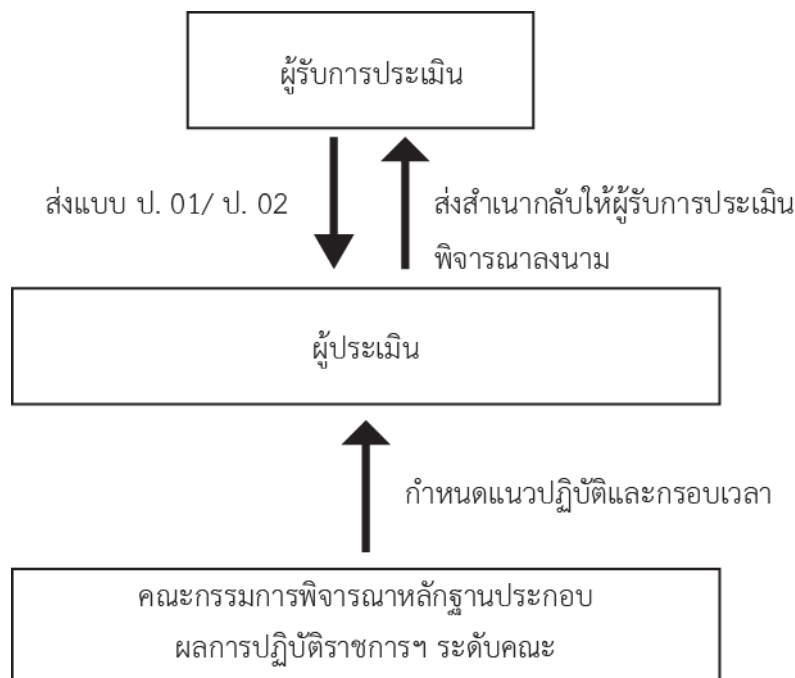 ผู้รับการประเมิน
ส่งแบบ ป. 01/ ป. 02
ส่งสำเนากลับให้ผู้รับการประเมิน
พิจารณาลงนาม
ผู้ประเมิน
กำหนดแนวปฏิบัติและกรอบเวลา
คณะกรรมการพิจารณาหลักฐานประกอบ
ผลการปฏิบัติราชการฯ ระดับคณะ